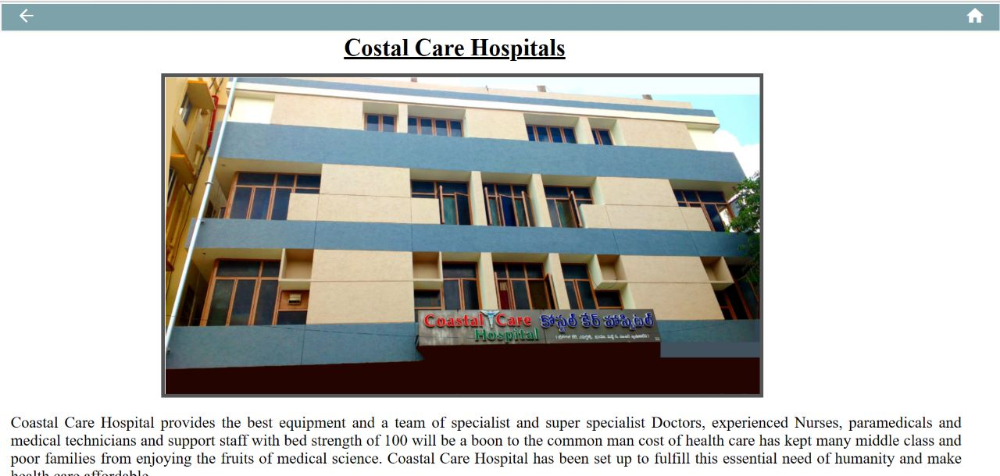 Costal Care Hospitals
Coastal Care కోస్టల్ కేర్ హాస్పిటల్
Hospital
Coastal Care Hospital provides the best equipment and a team of specialist and super specialist Doctors, experienced Nurses, paramedicals and
medical technicians and support staff with bed strength of 100 will be a boon to the common man cost of health care has kept many middle class and
poor families from enjoying the fruits of medical science. Coastal Care Hospital has been set up to fulfill this essential need of humanity and make
health care affordable